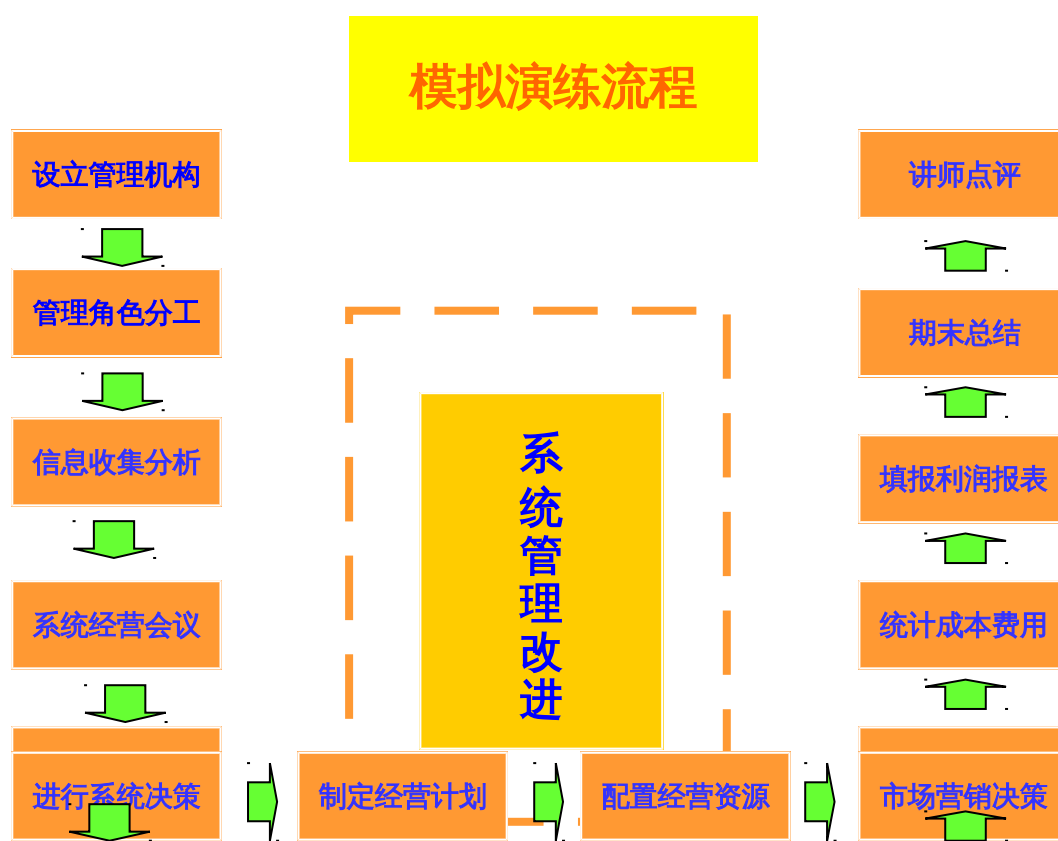 模拟演练流程
设立管理机构
管理角色分工
信息收集分析
系统经营会议
进行系统决策
制定经营计划
配置经营资源
市场营销决策
统计成本费用
填报利润报表
期末总结
讲师点评
系
统
管
理
改
进